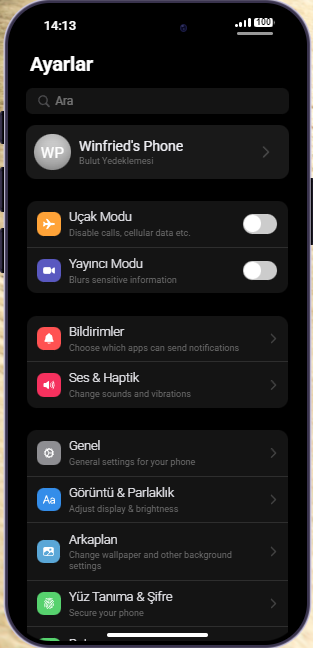 14:13
100
Ayarlar
Ara
WP
Winfried's Phone
Bulut Yedeklemesi
Uçak Modu
Disable calls, cellular data etc.
Yayıncı Modu
Blurs sensitive information
Bildirimler
Choose which apps can send notifications
Ses & Haptik
Change sounds and vibrations
Genel
General settings for your phone
Aa
Görüntü & Parlaklık
Adjust display & brightness
Arkaplan
Change wallpaper and other background
settings
Yüz Tanıma & Şifre
Secure your phone